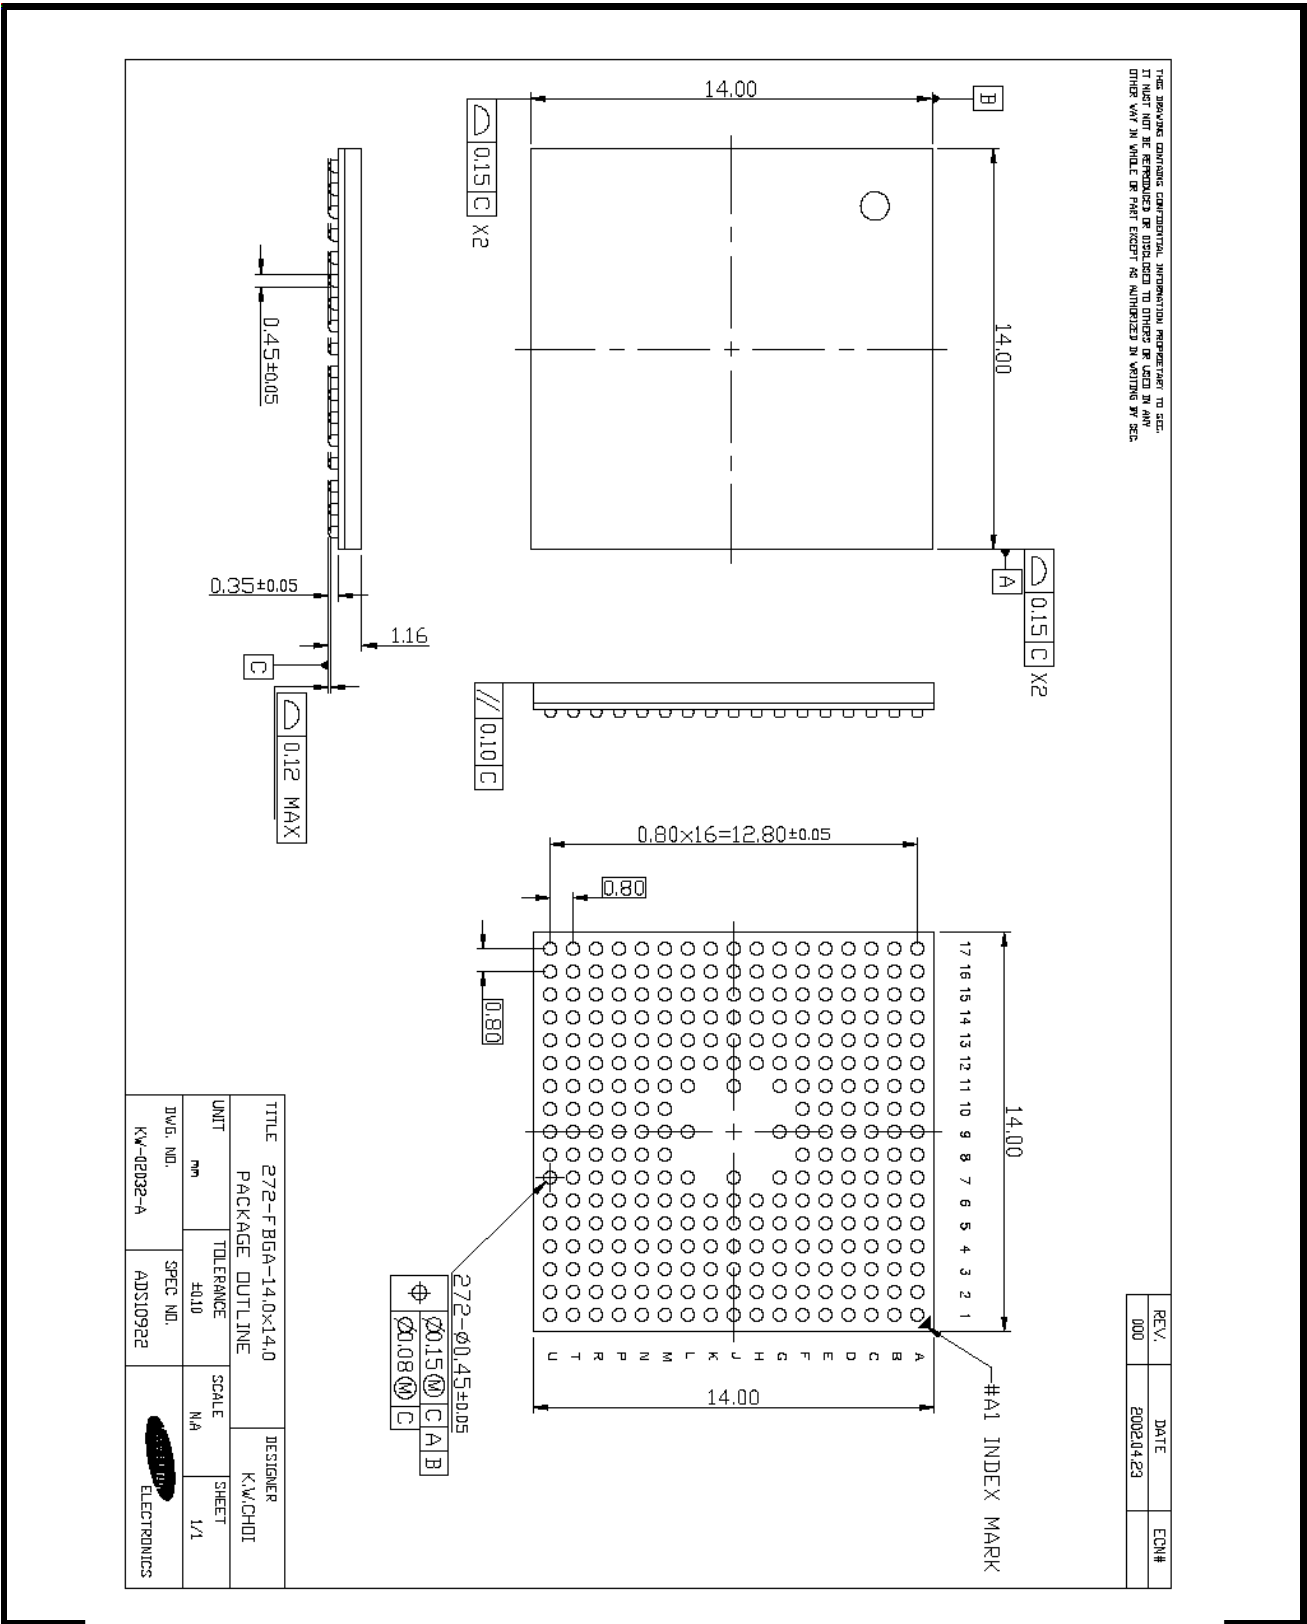 THIS DRAWING CONTAINS CONFIDENTIAL INFORMATION PROPRIETARY TO SEC.
IT MUST NOT BE REPRODUCED OR DISCLOSED TO OTHERS OR USED IN ANY
OTHER WAY IN WHOLE OR PART EXCEPT AS AUTHORIZED IN WRITING BY SEC.
REV. DATE ECN#
000 2002.04.23
14.00
B
0.15 C X2
14.00
A
0.15 C X2
0.45±0.05
0.35±0.05
1.16
C
0.12 MAX
// 0.10 C
0.80x16=12.80±0.05
0.80
0.80
14.00
17 16 15 14 13 12 11 10 9 8 7 6 5 4 3 2 1
U T R P N M L K J H G F E D C B A
14.00
#A1 INDEX MARK
272-Ø0.45±0.05
Ø0.15 M C A B
Ø0.08 M C
TITLE 272-FBGA-14.0x14.0
PACKAGE OUTLINE
DESIGNER
K.W.CHOI
UNIT
mm
TOLERANCE
±0.10
SCALE
N.A
SHEET
1/1
DWG. NO.
KW-02D32-A
SPEC NO.
ADS10922
ELECTRONICS